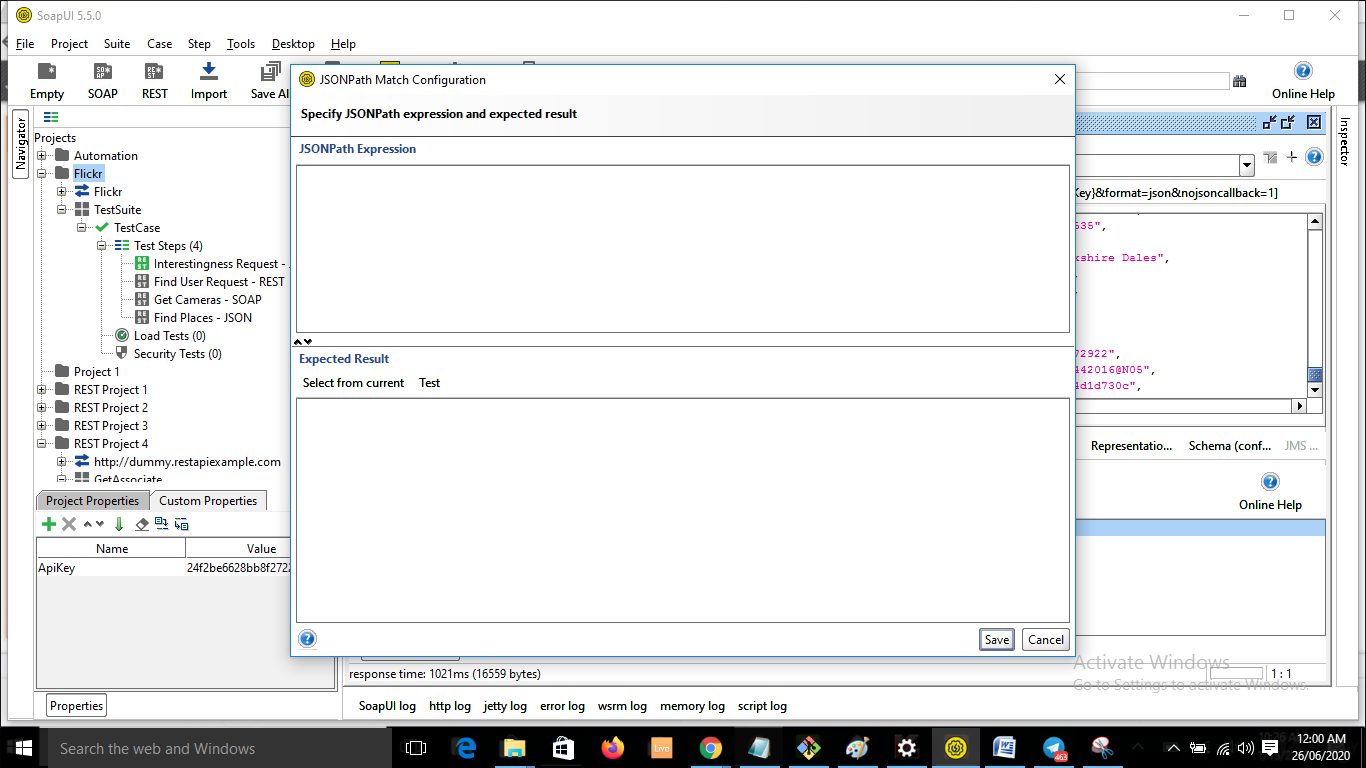 SoapUI 5.5.0
File Project Suite Case Step Tools Desktop Help
Empty SOAP REST Import Save Al Online Help
JSONPath Match Configuration
Specify JSONPath expression and expected result
JSONPath Expression
Navigator
Inspector
Projects
Automation
Flickr
Flickr
TestSuite
TestCase
Test Steps (4)
Interestingness Request -
Find User Request - REST
Get Cameras - SOAP
Find Places - JSON
Load Tests (0)
Security Tests (0)
Project 1
REST Project 1
REST Project 2
REST Project 3
REST Project 4
http://dummy.restapiexample.com
GetAssociate
Key}&format=json&nojsoncallback=1]
535",
kshire Dales",
72922",
442016@N05",
4d1d730c",
Expected Result
Select from current Test
Representatio... Schema (conf... JMS ...
Online Help
Project Properties Custom Properties
Name Value
ApiKey 24f2be6628bb8f272
Save Cancel
response time: 1021ms (16559 bytes)
1 : 1
Activate Windows
Go to Settings to activate Windows.
Properties
SoapUI log http log jetty log error log wsrm log memory log script log
Search the web and Windows
Live
463
12:00 AM
26/06/2020